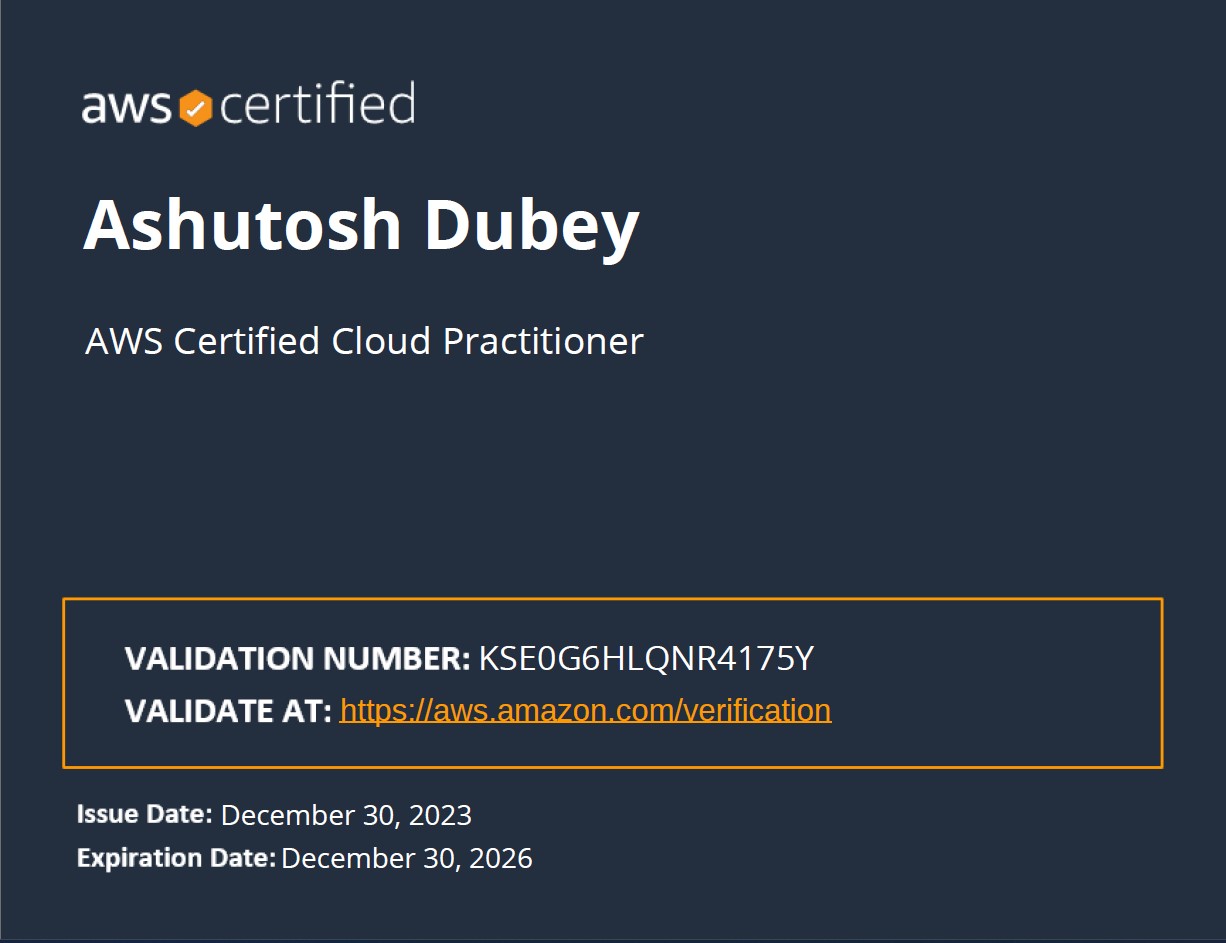 aws certified
Ashutosh Dubey
AWS Certified Cloud Practitioner
VALIDATION NUMBER: KSE0G6HLQNR4175Y
VALIDATE AT: https://aws.amazon.com/verification
Issue Date: December 30, 2023
Expiration Date: December 30, 2026